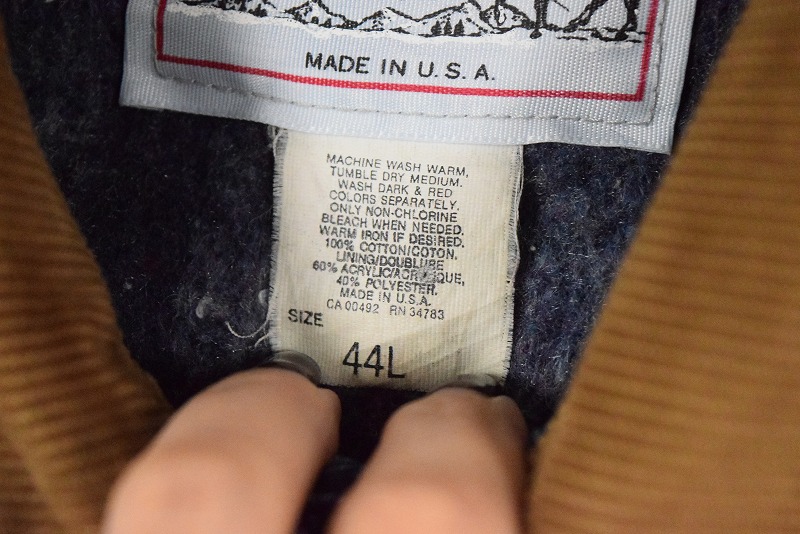 MADE IN U.S.A.
MACHINE WASH WARM,
TUMBLE DRY MEDIUM.
WASH DARK & RED
COLORS SEPARATELY.
ONLY NON-CHLORINE
BLEACH WHEN NEEDED.
WARM IRON IF DESIRED.
100% COTTON/COTON,
LINING/DOUBLURE
60% ACRYLIC/ACRYLIQUE,
40% POLYESTER.
MADE IN U.S.A.
CA 00492 RN 34783
SIZE
44L